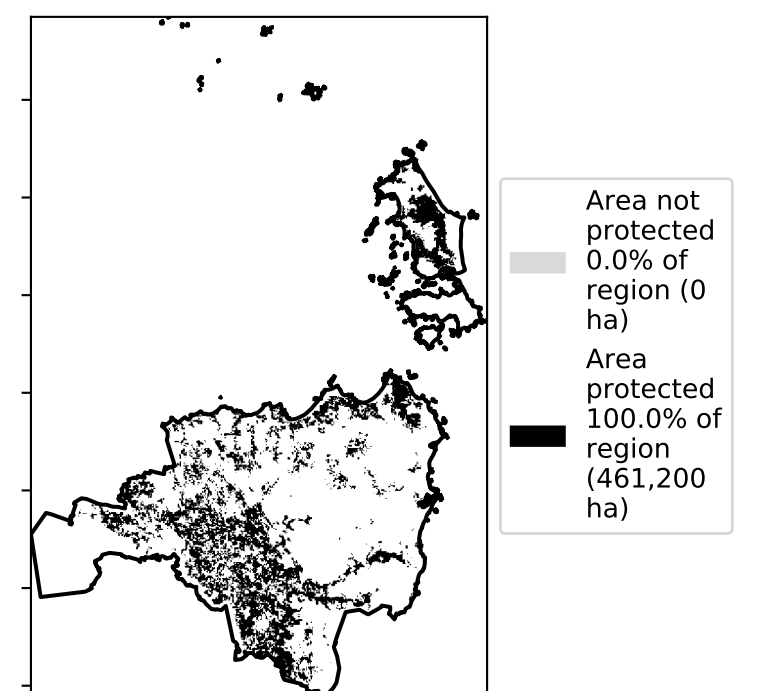 Area not
protected
0.0% of
region (0
ha)
Area
protected
100.0% of
region
(461,200
ha)